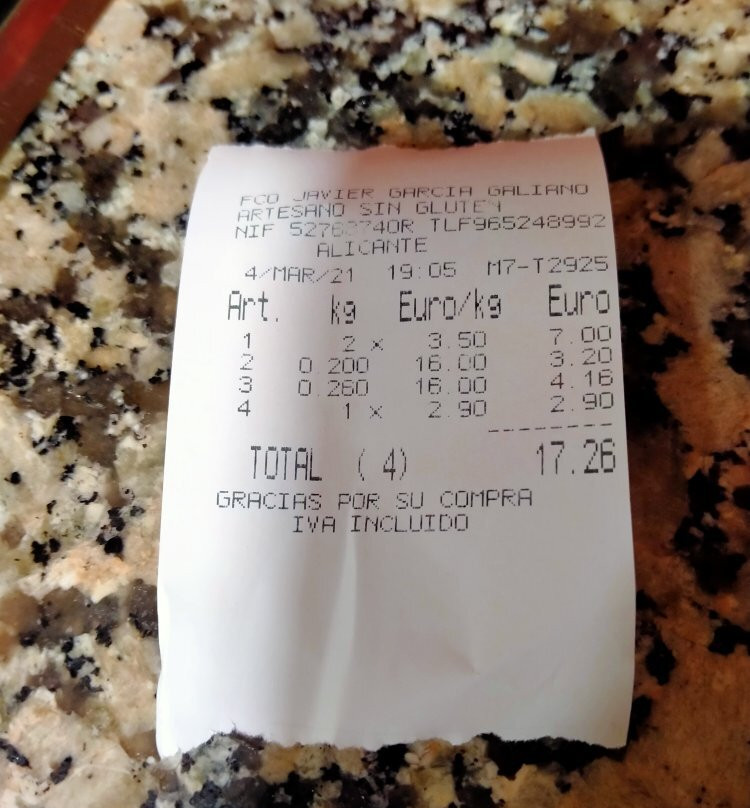 FCO JAVIER GARCIA GALIANO
ARTESANO SIN GLUTEN
NIF TLF965248992
ALICANTE
4/MAR/21 19:05 M7-T2925
Art. kg Euro/kg Euro
1 2 x 3.50 7.00
2 0.200 16.00 3.20
3 0.260 16.00 4.16
4 1 x 2.90 2.90
TOTAL (4) 17.26
GRACIAS POR SU COMPRA
IVA INCLUIDO